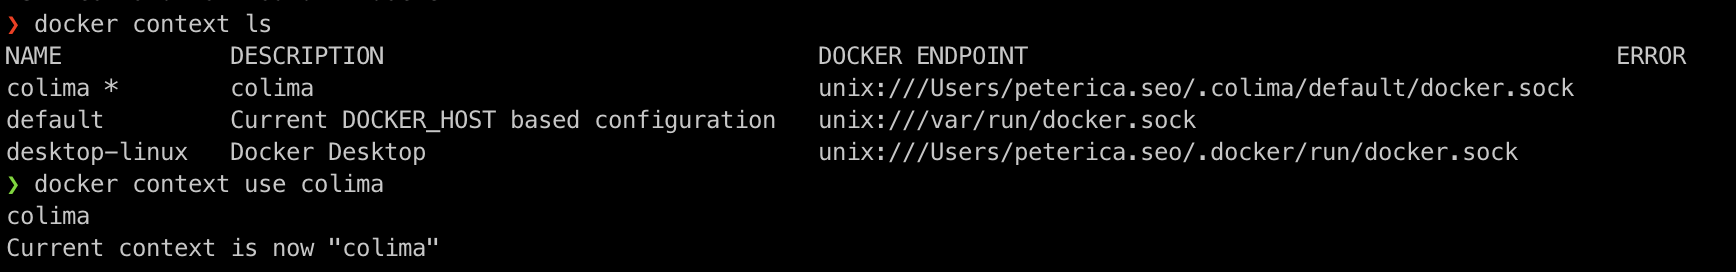 ❯ docker context ls
NAME            DESCRIPTION                               DOCKER ENDPOINT                                          ERROR
colima *        colima                                    unix:///Users/peterica.seo/.colima/default/docker.sock
default         Current DOCKER_HOST based configuration   unix:///var/run/docker.sock
desktop-linux   Docker Desktop                            unix:///Users/peterica.seo/.docker/run/docker.sock
❯ docker context use colima
colima
Current context is now "colima"